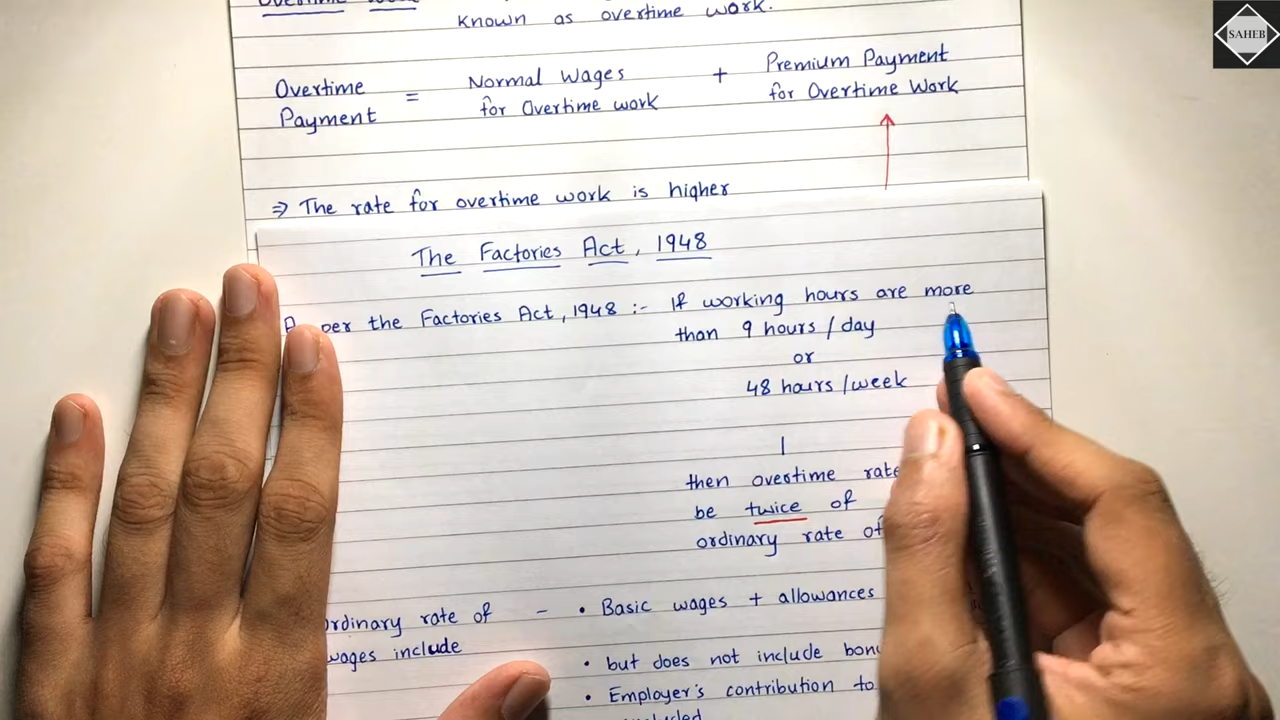 known as overtime work.
SAHEB
Overtime Payment = Normal Wages for Overtime work + Premium Payment for Overtime Work
⇒ The rate for overtime work is higher
The Factories Act, 1948
per the Factories Act, 1948 :- If working hours are more
than 9 hours / day
or
48 hours / week
then overtime rate
be twice of
ordinary rate of
ordinary rate of wages include - • Basic wages + allowances
• but does not include
• Employer's contribution to